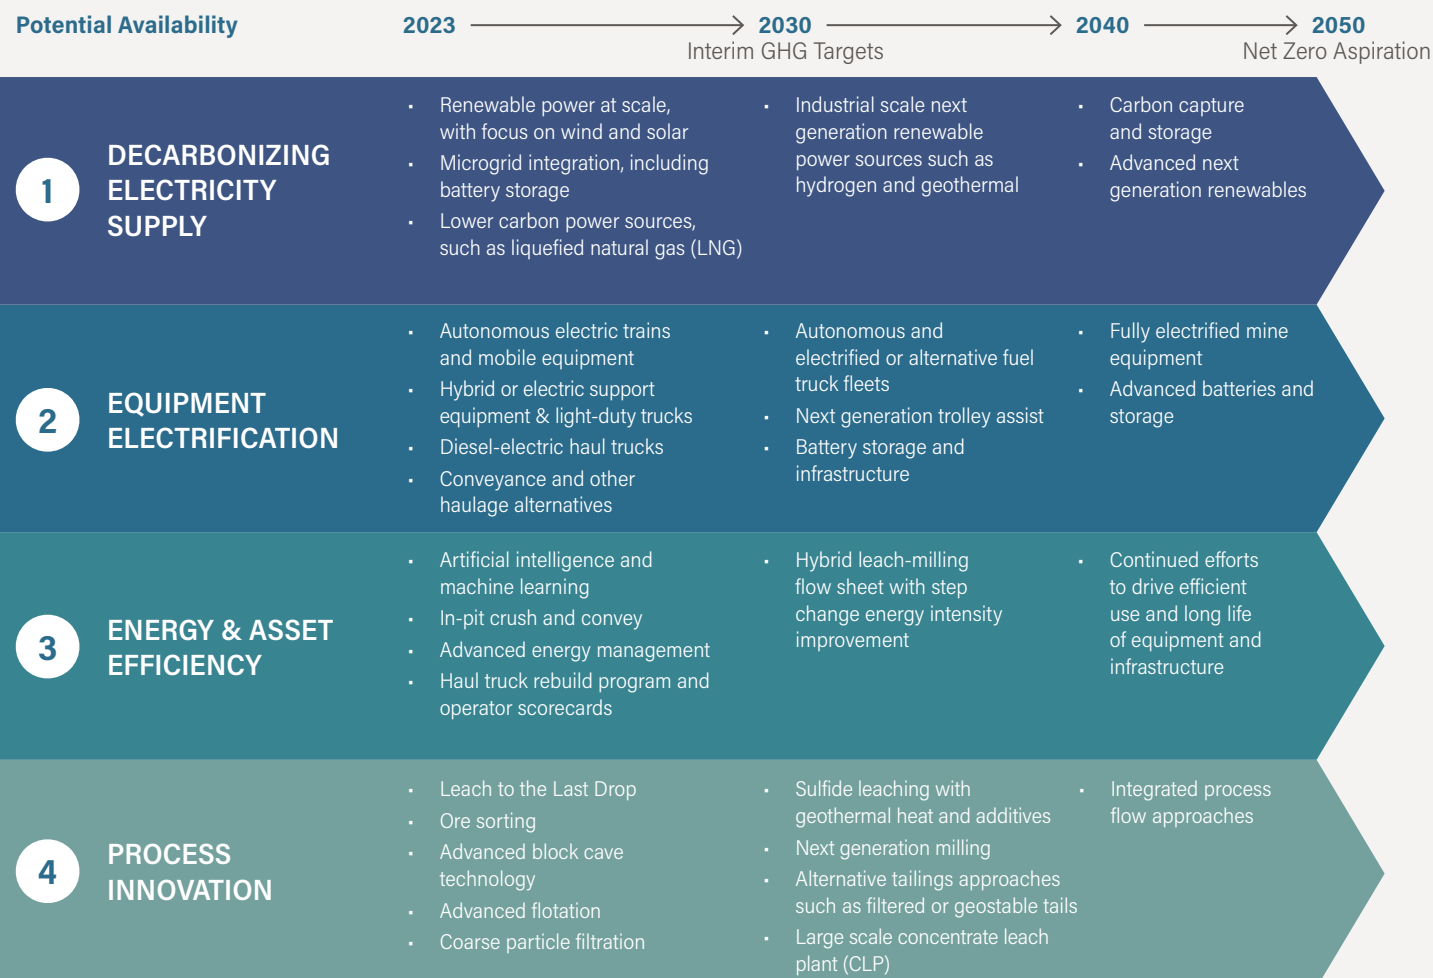 Potential Availability
2023
2030
2040
2050
Interim GHG Targets
Net Zero Aspiration
1
DECARBONIZING
ELECTRICITY
SUPPLY
▪ Renewable power at scale,
with focus on wind and solar
▪ Microgrid integration, including
battery storage
▪ Lower carbon power sources,
such as liquefied natural gas (LNG)
▪ Industrial scale next
generation renewable
power sources such as
hydrogen and geothermal
▪ Carbon capture
and storage
▪ Advanced next
generation renewables
2
EQUIPMENT
ELECTRIFICATION
▪ Autonomous electric trains
and mobile equipment
▪ Hybrid or electric support
equipment & light-duty trucks
▪ Diesel-electric haul trucks
▪ Conveyance and other
haulage alternatives
▪ Autonomous and
electrified or alternative fuel
truck fleets
▪ Next generation trolley assist
▪ Battery storage and
infrastructure
▪ Fully electrified mine
equipment
▪ Advanced batteries and
storage
3
ENERGY & ASSET
EFFICIENCY
▪ Artificial intelligence and
machine learning
▪ In-pit crush and convey
▪ Advanced energy management
▪ Haul truck rebuild program and
operator scorecards
▪ Hybrid leach-milling
flow sheet with step
change energy intensity
improvement
▪ Continued efforts
to drive efficient
use and long life
of equipment and
infrastructure
4
PROCESS
INNOVATION
▪ Leach to the Last Drop
▪ Ore sorting
▪ Advanced block cave
technology
▪ Advanced flotation
▪ Coarse particle filtration
▪ Sulfide leaching with
geothermal heat and additives
▪ Next generation milling
▪ Alternative tailings approaches
such as filtered or geostable tails
▪ Large scale concentrate leach
plant (CLP)
▪ Integrated process
flow approaches